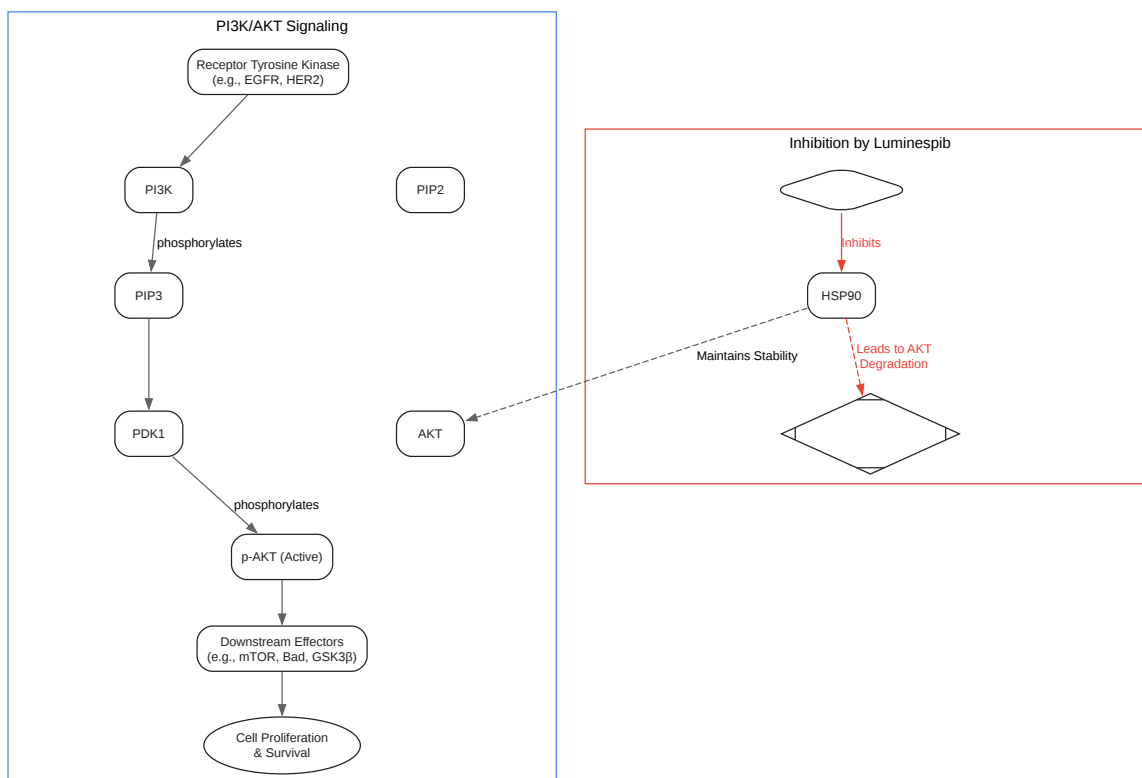 PI3K/AKT Signaling
Receptor Tyrosine Kinase
(e.g., EGFR, HER2)
PI3K
PIP2
phosphorylates
PIP3
PDK1
AKT
phosphorylates
p-AKT (Active)
Downstream Effectors
(e.g., mTOR, Bad, GSK3β)
Cell Proliferation
& Survival
Inhibition by Luminespib
Inhibits
HSP90
Maintains Stability
Leads to AKT
Degradation